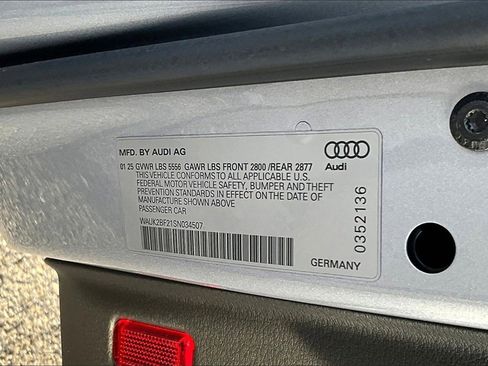 MFD. BY AUDI AG
01 25 GVWR LBS 5556 GAWR LBS FRONT 2800 /REAR 2877
THIS VEHICLE CONFORMS TO ALL APPLICABLE U.S.
FEDERAL MOTOR VEHICLE SAFETY, BUMPER AND THEFT
PREVENTION STANDARDS IN EFFECT ON THE DATE OF
MANUFACTURE SHOWN ABOVE
PASSENGER CAR
WAUK2BF21SN034507
Audi
0352136
GERMANY